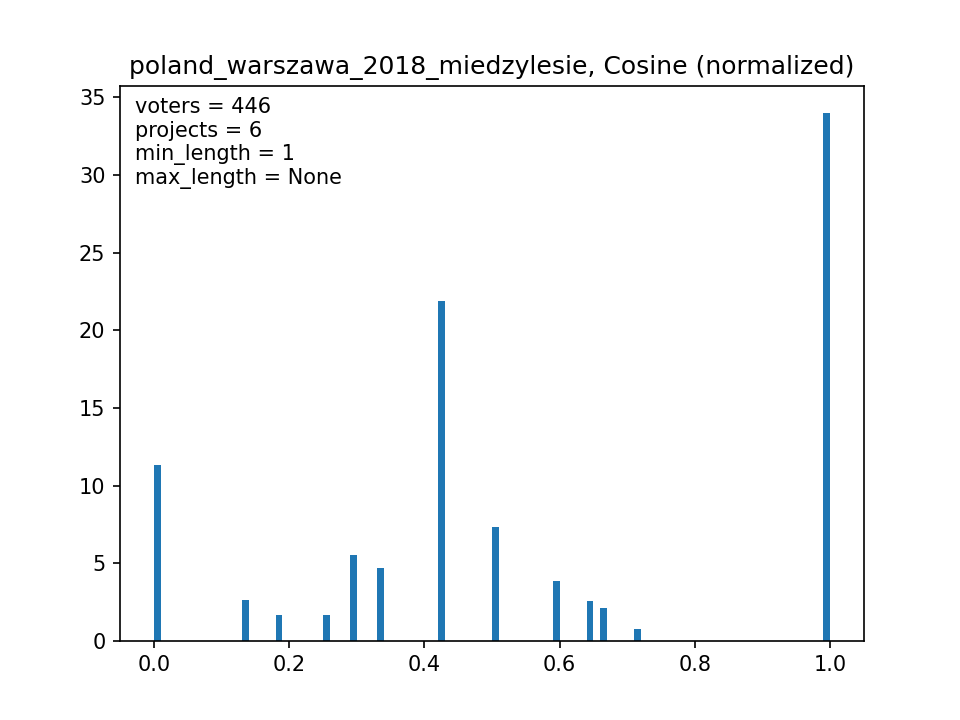 poland_warszawa_2018_miedzylesie, Cosine (normalized)
voters = 446
projects = 6
min_length = 1
max_length = None
35
30
25
20
15
10
5
0
0.0 0.2 0.4 0.6 0.8 1.0